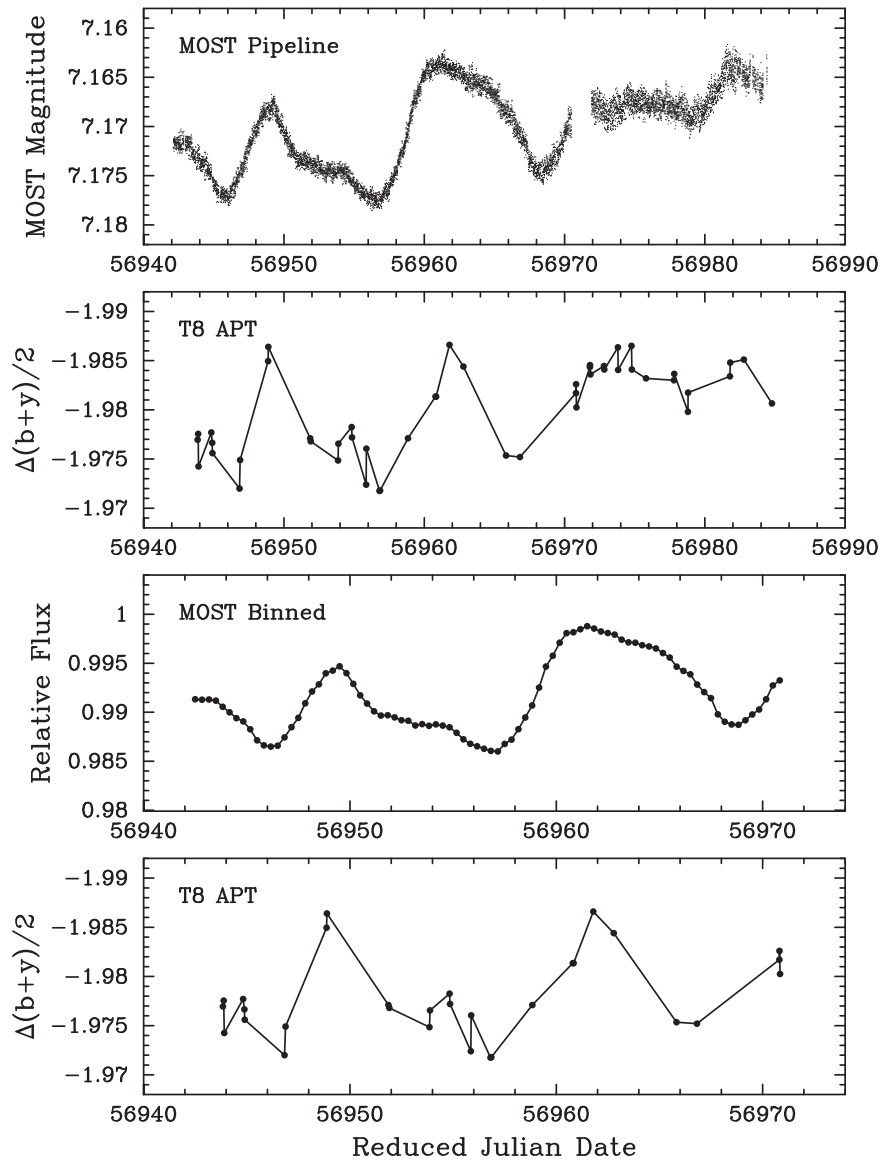 MOST Pipeline
MOST Magnitude
7.16
7.165
7.17
7.175
7.18
56940 56950 56960 56970 56980 56990
T8 APT
Δ(b+y)/2
−1.99
−1.985
−1.98
−1.975
−1.97
56940 56950 56960 56970 56980 56990
MOST Binned
Relative Flux
1
0.995
0.99
0.985
0.98
56940 56950 56960 56970
T8 APT
Δ(b+y)/2
−1.99
−1.985
−1.98
−1.975
−1.97
56940 56950 56960 56970
Reduced Julian Date